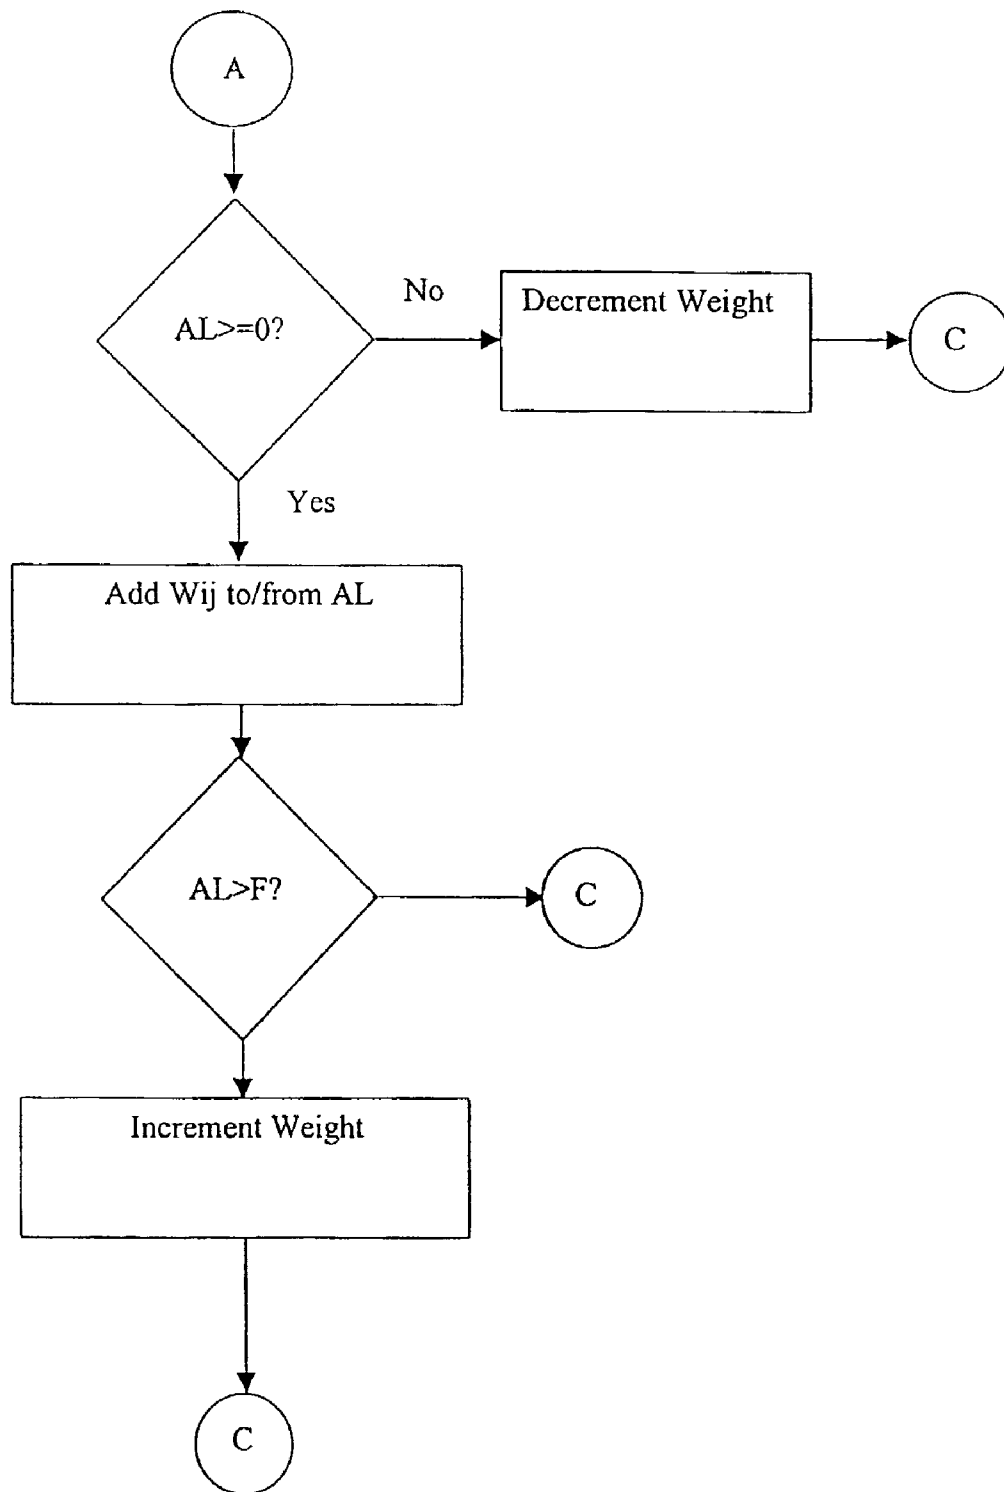 A
AL>=0?
No
Decrement Weight
C
Yes
Add Wij to/from AL
AL>F?
C
Increment Weight
C